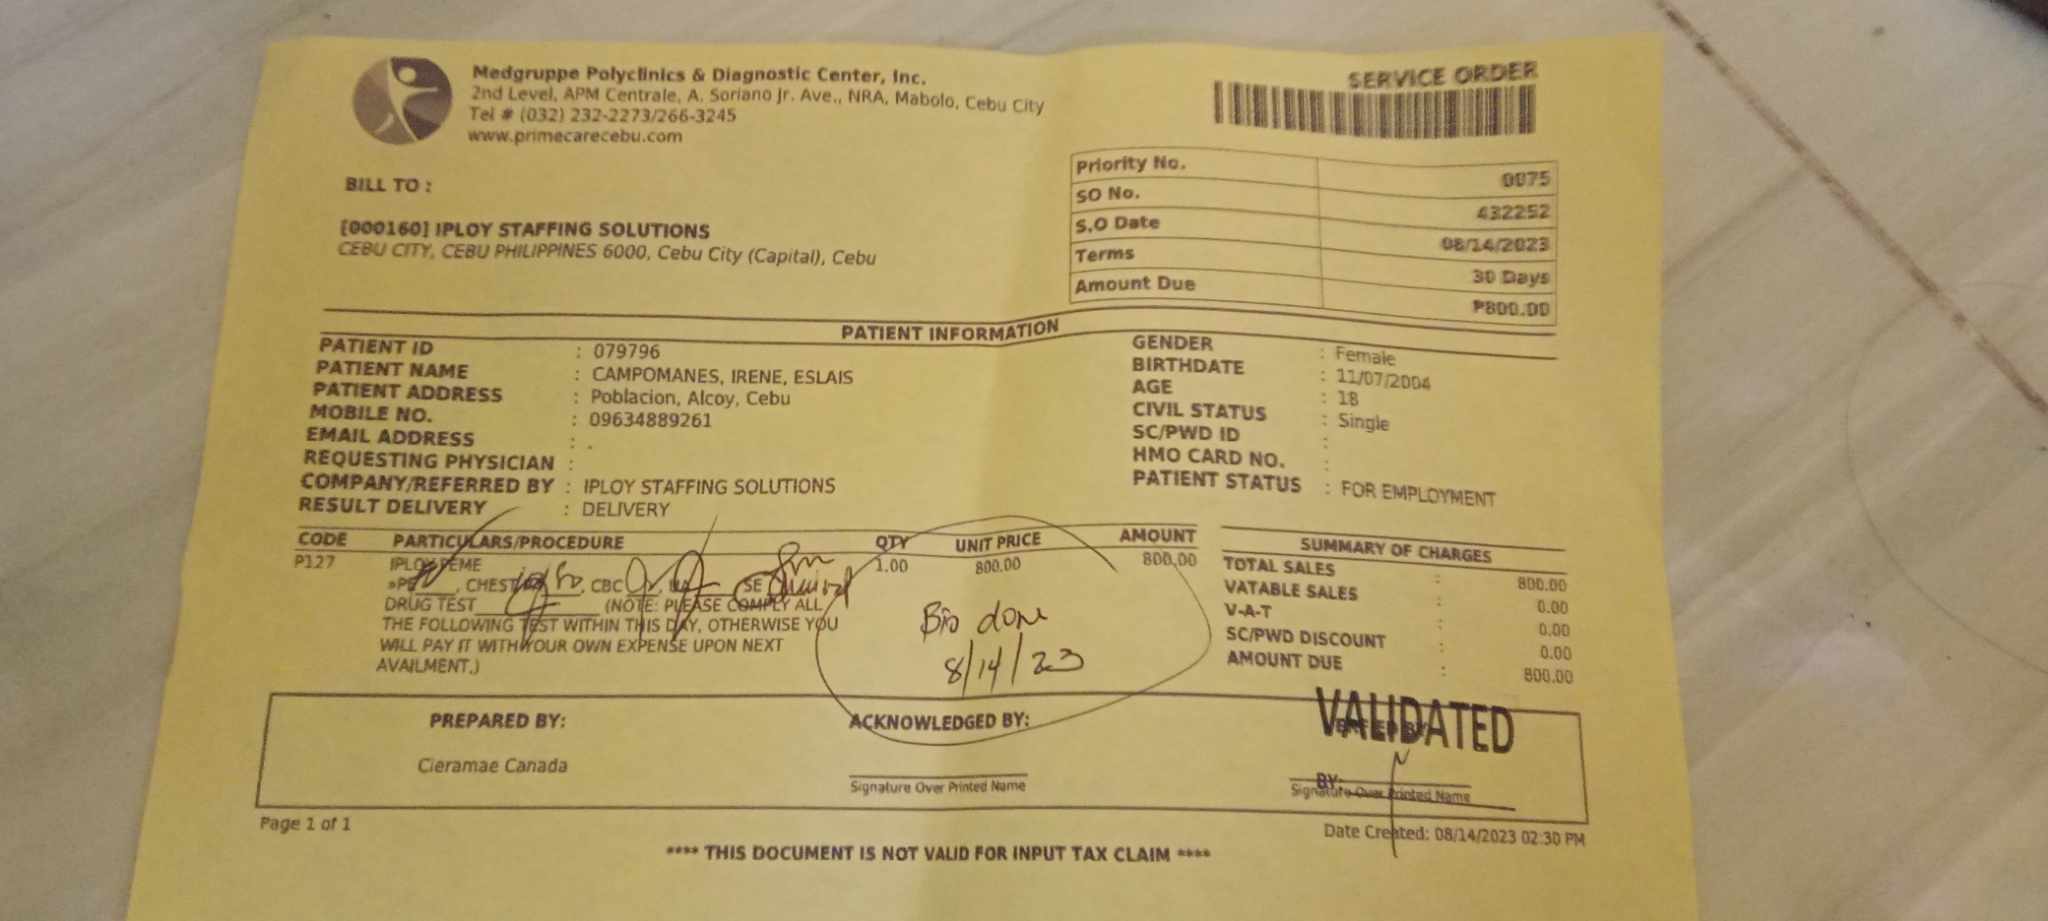 Medgruppe Polyclinics & Diagnostic Center, Inc.
2nd Level, APM Centrale, A. Soriano Jr. Ave., NRA, Mabolo, Cebu City
Tel # (032) 232-2273/266-3245
www.primecarecebu.com
SERVICE ORDER
Priority No. 0075
SO No. 432252
S.O Date 08/14/2023
Terms 30 Days
Amount Due ₱800.00
BILL TO :
[000160] IPLOY STAFFING SOLUTIONS
CEBU CITY, CEBU PHILIPPINES 6000, Cebu City (Capital), Cebu
PATIENT INFORMATION
PATIENT ID : 079796
PATIENT NAME : CAMPOMANES, IRENE, ESLAIS
PATIENT ADDRESS : Poblacion, Alcoy, Cebu
MOBILE NO. : 09634889261
EMAIL ADDRESS : .
REQUESTING PHYSICIAN :
COMPANY/REFERRED BY : IPLOY STAFFING SOLUTIONS
RESULT DELIVERY : DELIVERY
GENDER : Female
BIRTHDATE : 11/07/2004
AGE : 18
CIVIL STATUS : Single
SC/PWD ID :
HMO CARD NO. :
PATIENT STATUS : FOR EMPLOYMENT
CODE PARTICULARS/PROCEDURE QTY UNIT PRICE AMOUNT
P127 IPLOY PEME 1.00 800.00 800.00
»PE , CHEST , CBC , SE
DRUG TEST (NOTE: PLEASE COMPLY ALL
THE FOLLOWING TEST WITHIN THIS DAY, OTHERWISE YOU
WILL PAY IT WITH YOUR OWN EXPENSE UPON NEXT
AVAILMENT.)
Bio done
8/14/23
SUMMARY OF CHARGES
TOTAL SALES : 800.00
VATABLE SALES : 0.00
V-A-T : 0.00
SC/PWD DISCOUNT : 0.00
AMOUNT DUE : 800.00
PREPARED BY:
Cieramae Canada
ACKNOWLEDGED BY:
Signature Over Printed Name
VALIDATED
BY:
Signature Over Printed Name
Page 1 of 1
Date Created: 08/14/2023 02:30 PM
**** THIS DOCUMENT IS NOT VALID FOR INPUT TAX CLAIM ****